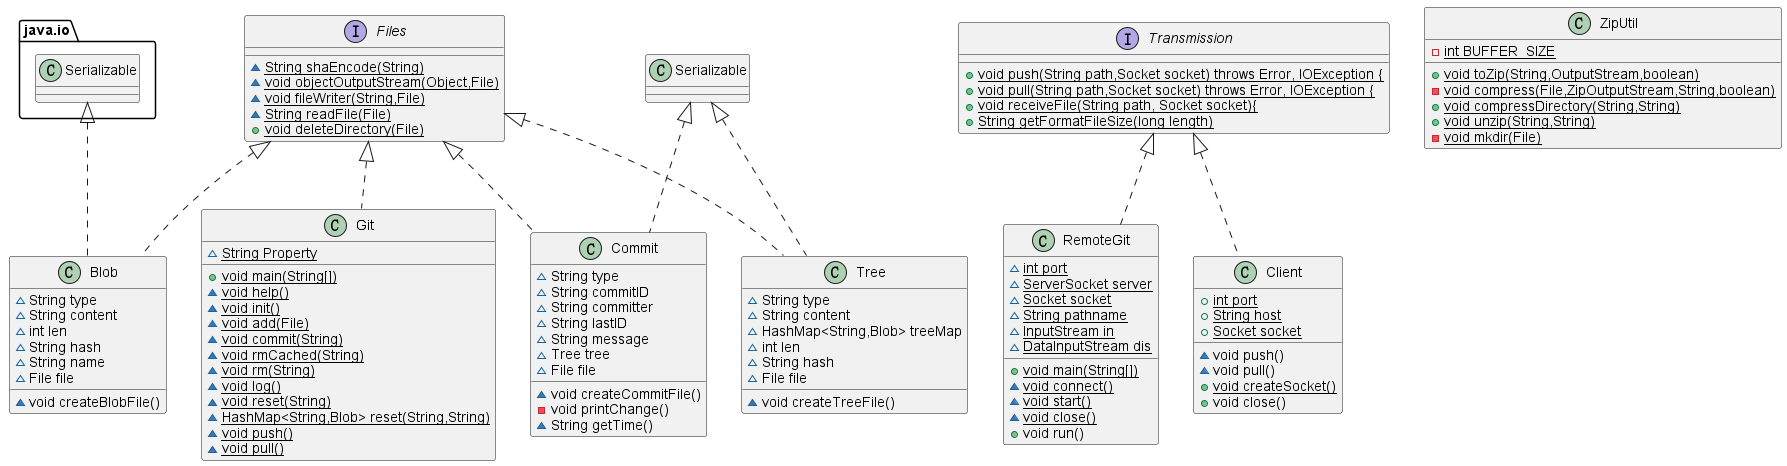 java.io
C Serializable
I Files
String shaEncode(String)
void objectOutputStream(Object,File)
void fileWriter(String,File)
String readFile(File)
void deleteDirectory(File)
C Serializable
I Transmission
void push(String path,Socket socket) throws Error, IOException {
void pull(String path,Socket socket) throws Error, IOException {
void receiveFile(String path, Socket socket){
String getFormatFileSize(long length)
C ZipUtil
int BUFFER_SIZE
void toZip(String,OutputStream,boolean)
void compress(File,ZipOutputStream,String,boolean)
void compressDirectory(String,String)
void unzip(String,String)
void mkdir(File)
C Blob
String type
String content
int len
String hash
String name
File file
void createBlobFile()
C Git
String Property
void main(String[])
void help()
void init()
void add(File)
void commit(String)
void rmCached(String)
void rm(String)
void log()
void reset(String)
HashMap<String,Blob> reset(String,String)
void push()
void pull()
C Commit
String type
String commitID
String committer
String lastID
String message
Tree tree
File file
void createCommitFile()
void printChange()
String getTime()
C Tree
String type
String content
HashMap<String,Blob> treeMap
int len
String hash
File file
void createTreeFile()
C RemoteGit
int port
ServerSocket server
Socket socket
String pathname
InputStream in
DataInputStream dis
void main(String[])
void connect()
void start()
void close()
void run()
C Client
int port
String host
Socket socket
void push()
void pull()
void createSocket()
void close()